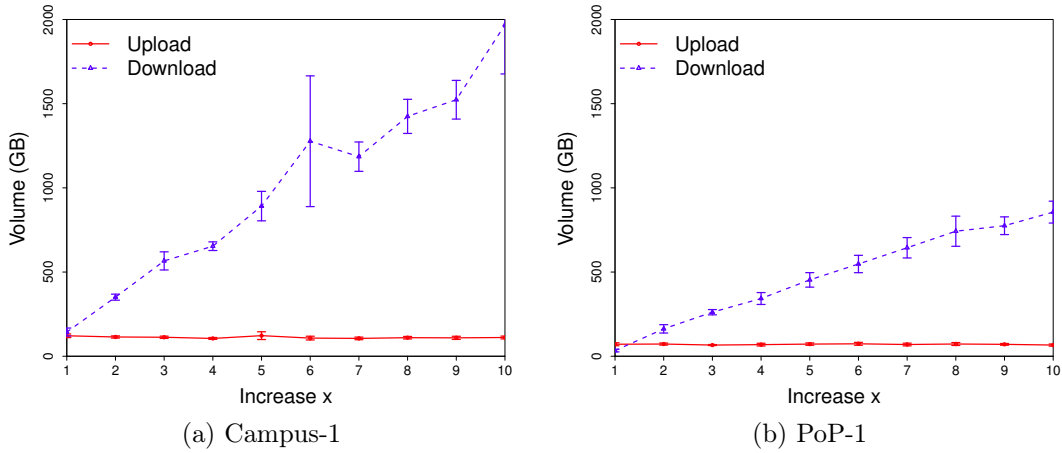 Volume (GB)
2000
1500
1000
500
0
Upload
Download
1 2 3 4 5 6 7 8 9 10
Increase x
(a) Campus-1
Volume (GB)
2000
1500
1000
500
0
Upload
Download
1 2 3 4 5 6 7 8 9 10
Increase x
(b) PoP-1